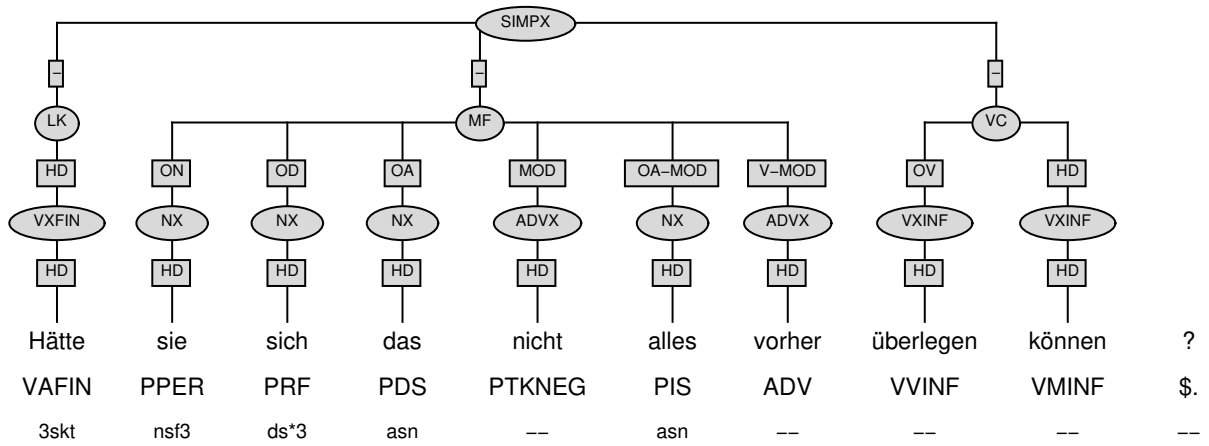 SIMPX
– – –
LK MF VC
HD ON OD OA MOD OA–MOD V–MOD OV HD
VXFIN NX NX NX ADVX NX ADVX VXINF VXINF
HD HD HD HD HD HD HD HD HD
Hätte sie sich das nicht alles vorher überlegen können ?
VAFIN PPER PRF PDS PTKNEG PIS ADV VVINF VMINF $.
3skt nsf3 ds*3 asn –– asn –– –– –– ––